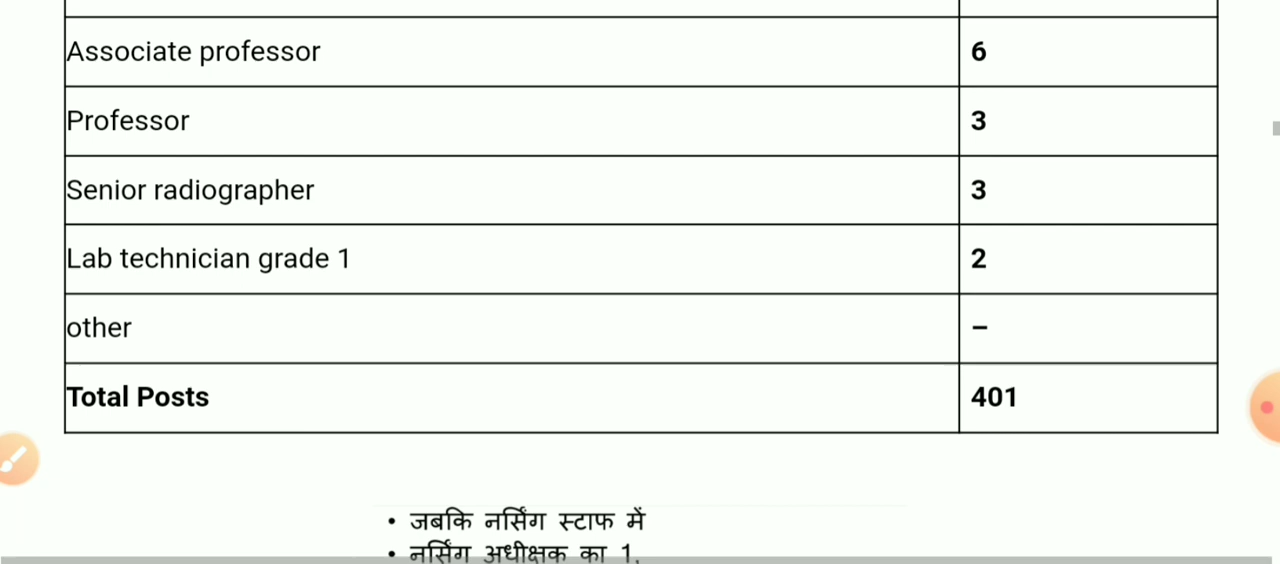 Associate professor 6
Professor 3
Senior radiographer 3
Lab technician grade 1 2
other –
Total Posts 401
• जबकि नर्सिंग स्टाफ में
• नर्सिंग अधीक्षक का 1,